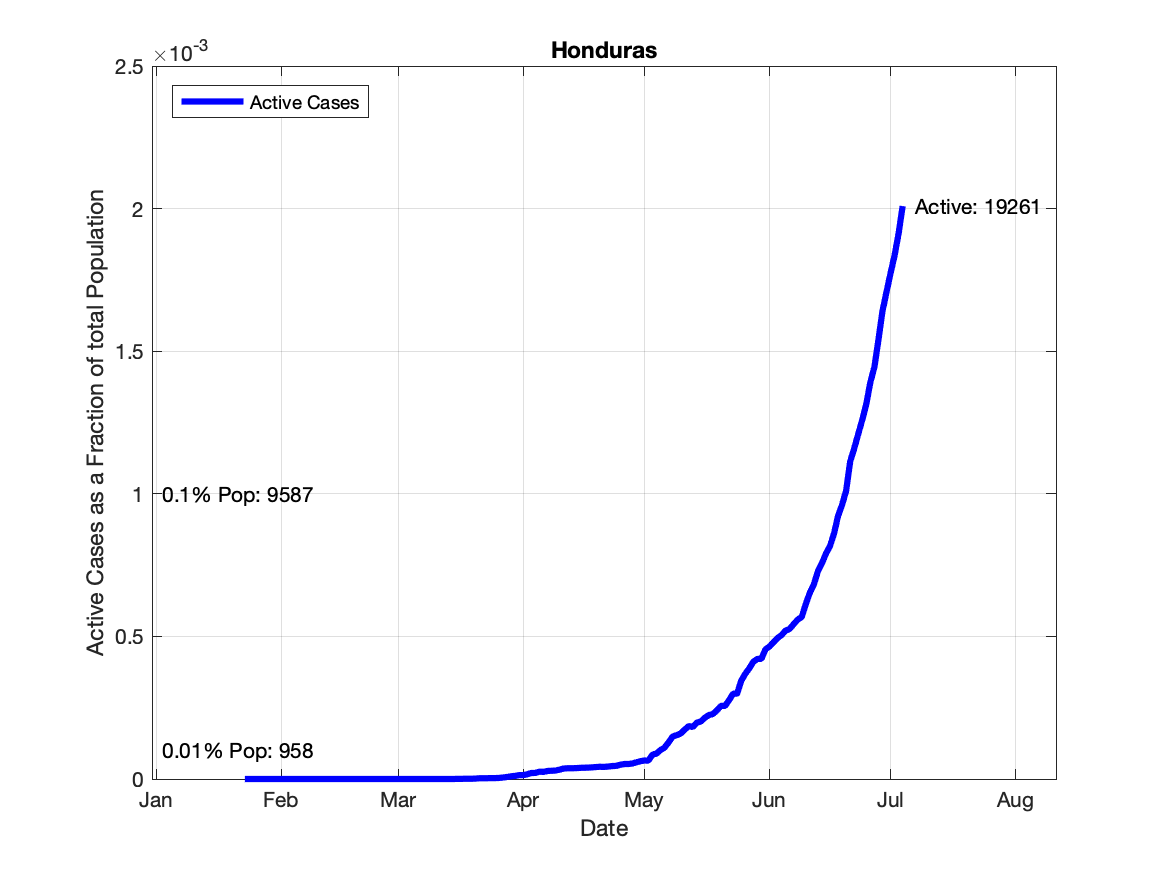 Honduras
×10-3
2.5
2
1.5
1
0.5
0
Active Cases
Active: 19261
0.1% Pop: 9587
0.01% Pop: 958
Active Cases as a Fraction of total Population
Jan Feb Mar Apr May Jun Jul Aug
Date